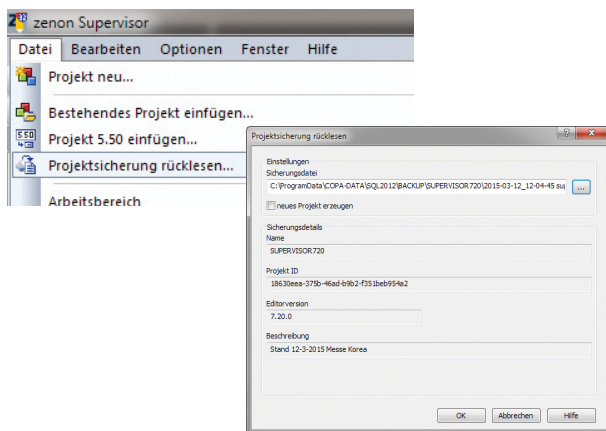 zenon Supervisor
Datei Bearbeiten Optionen Fenster Hilfe
Projekt neu...
Bestehendes Projekt einfügen...
5.50 Projekt 5.50 einfügen...
Projektsicherung rücklesen...
Arbeitsbereich
Projektsicherung rücklesen
Einstellungen
Sicherungsdatei
C:\ProgramData\COPA-DATA\SQL2012\BACKUP\SUPERVISOR720\2015-03-12_12-04-45 su
...
neues Projekt erzeugen
Sicherungsdetails
Name
SUPERVISOR720
Projekt ID
18630eea-375b-46ad-b9b2-f351beb954a2
Editorversion
7.20.0
Beschreibung
Stand 12-3-2015 Messe Korea
OK Abbrechen Hilfe